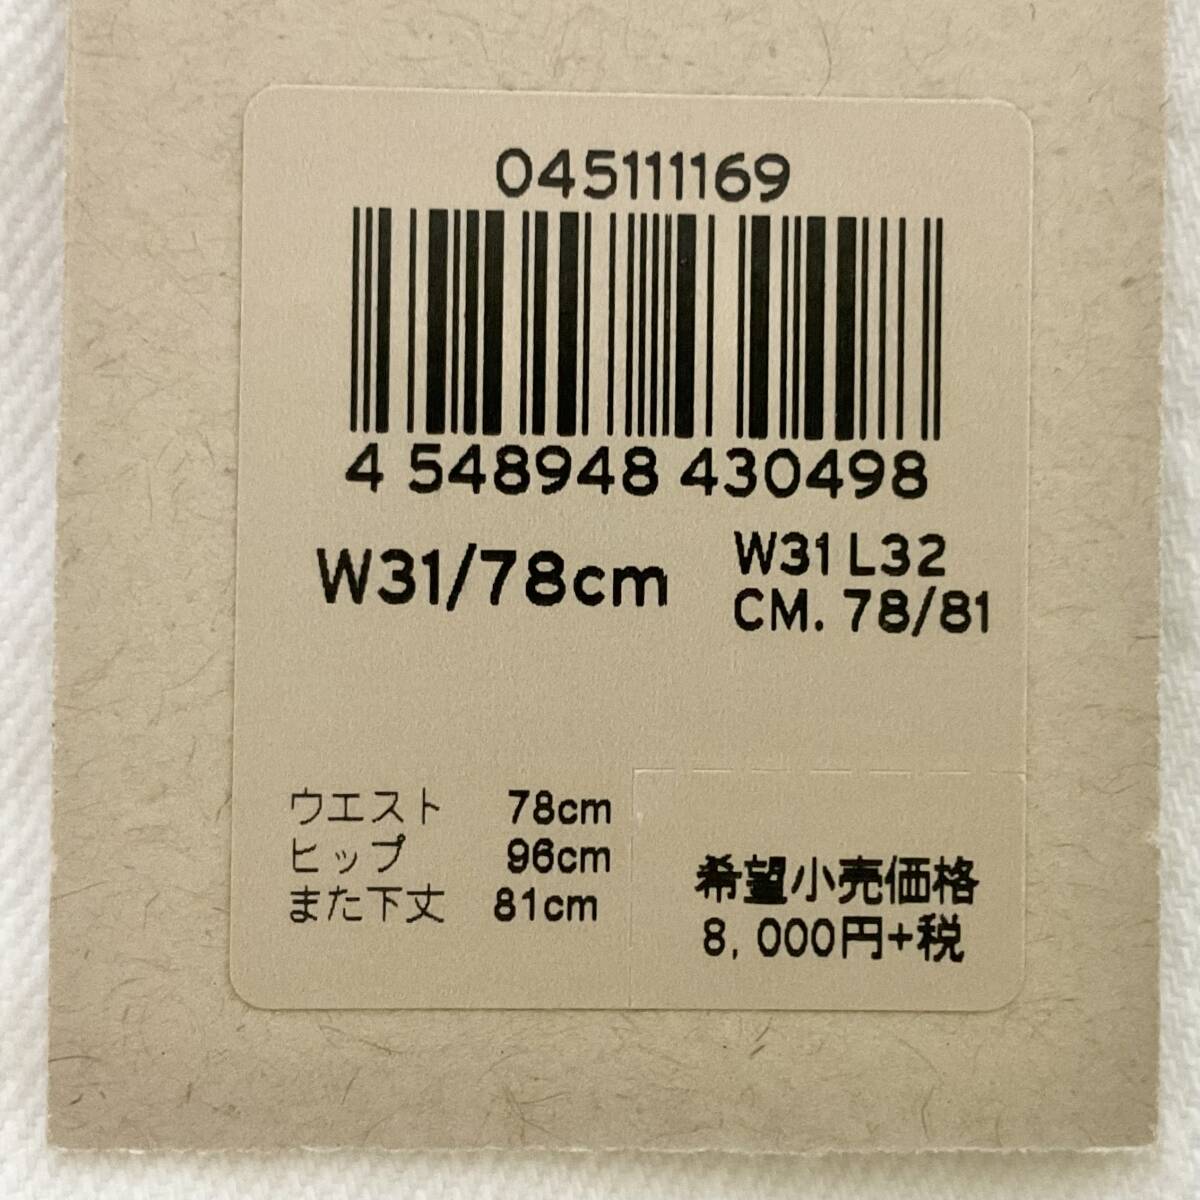 045111169
4 548948 430498
W31/78cm
W31 L32
CM. 78/81
ウエスト 78cm
ヒップ 96cm
また下丈 81cm
希望小売価格
8,000円+税